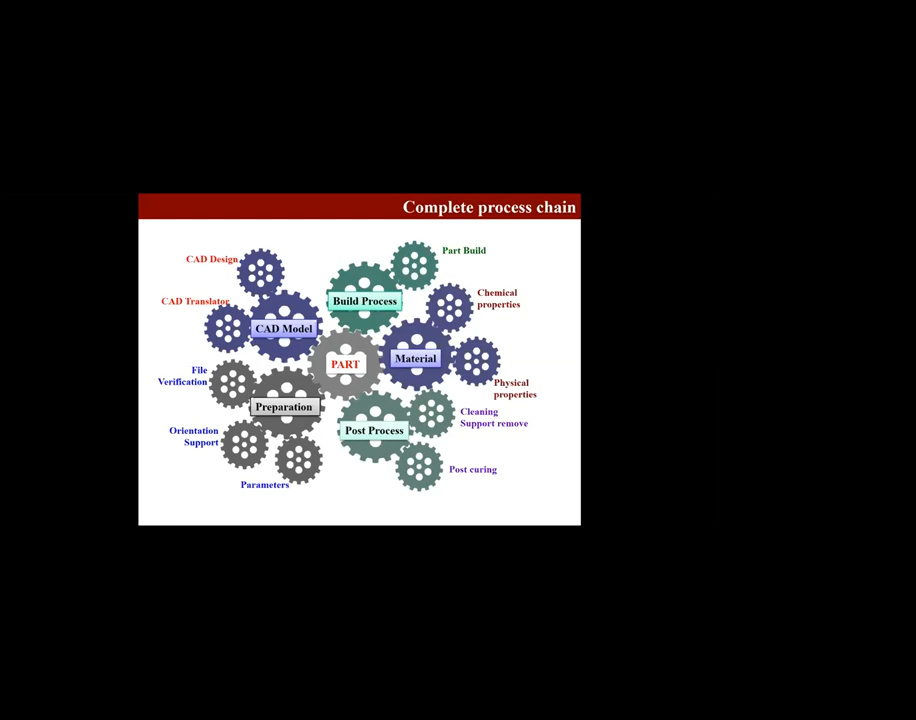 Complete process chain
CAD Design
Part Build
CAD Translator
Build Process
Chemical
properties
CAD Model
PART
Material
File
Verification
Physical
properties
Preparation
Cleaning
Support remove
Orientation
Support
Post Process
Post curing
Parameters